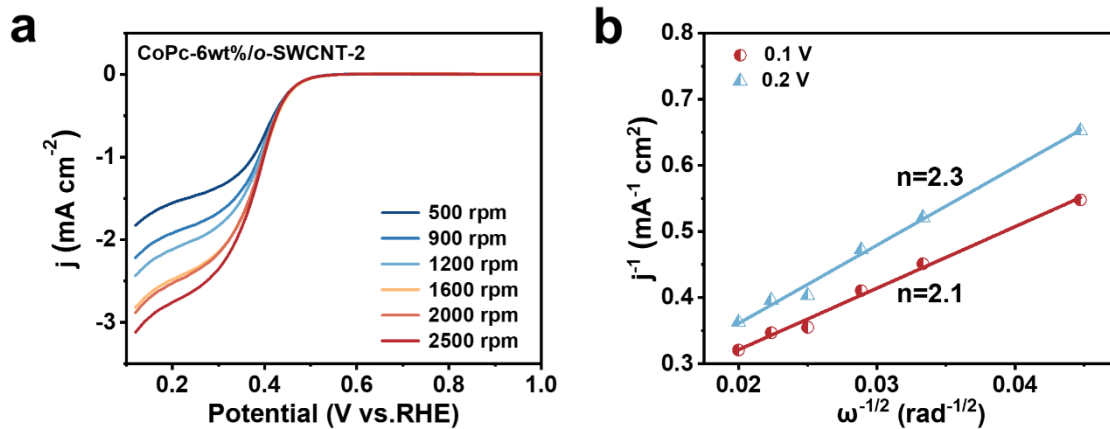 a
CoPc-6wt%/o-SWCNT-2
0
-1
-2
-3
j (mA cm⁻²)
500 rpm
900 rpm
1200 rpm
1600 rpm
2000 rpm
2500 rpm
0.2 0.4 0.6 0.8 1.0
Potential (V vs.RHE)
b
0.1 V
0.2 V
0.8
0.7
0.6
0.5
0.4
0.3
j⁻¹ (mA⁻¹ cm²)
n=2.3
n=2.1
0.02 0.03 0.04
ω⁻¹/² (rad⁻¹/²)